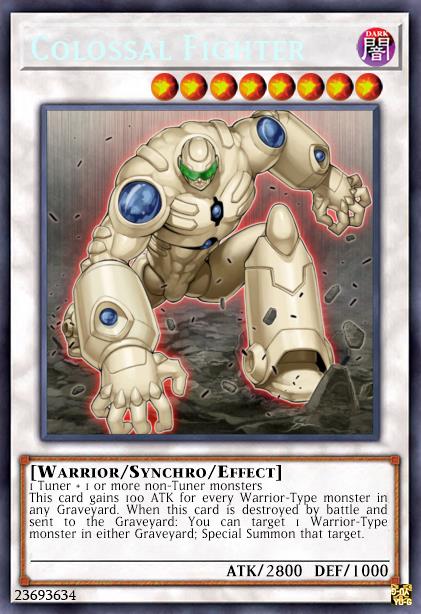 Colossal Fighter
DARK
闇
[Warrior/Synchro/Effect]
1 Tuner + 1 or more non-Tuner monsters
This card gains 100 ATK for every Warrior-Type monster in
any Graveyard. When this card is destroyed by battle and
sent to the Graveyard: You can target 1 Warrior-Type
monster in either Graveyard; Special Summon that target.
ATK/2800 DEF/1000
23693634